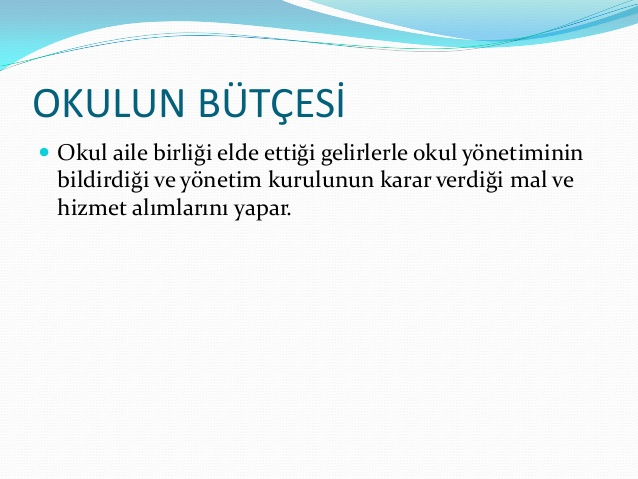 OKULUN BÜTÇESİ
Okul aile birliği elde ettiği gelirlerle okul yönetiminin
bildirdiği ve yönetim kurulunun karar verdiği mal ve
hizmet alımlarını yapar.